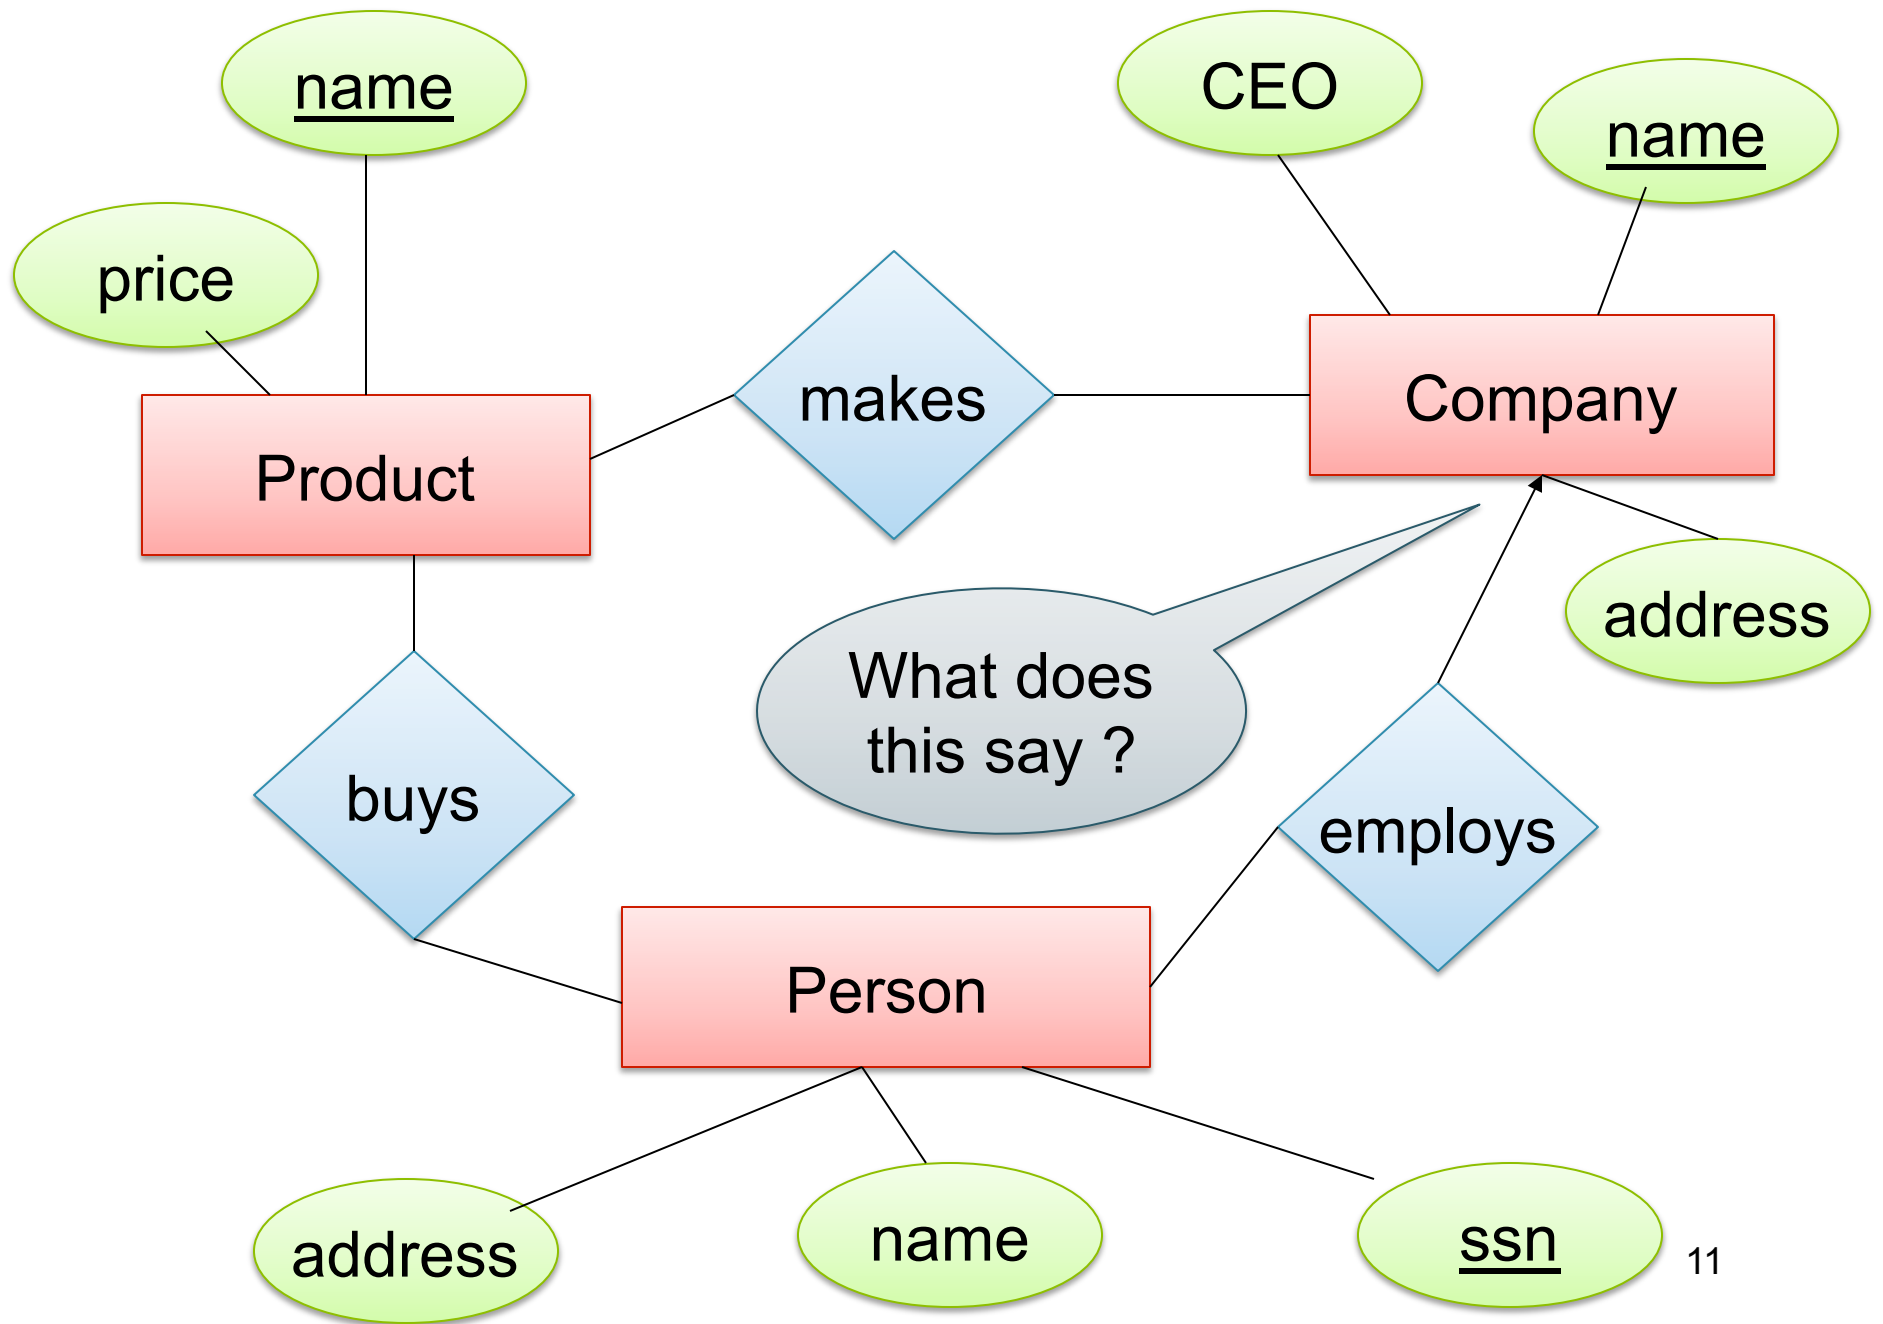 name
CEO
name
price
makes
Company
Product
address
What does
this say ?
buys
employs
Person
address
name
ssn
11